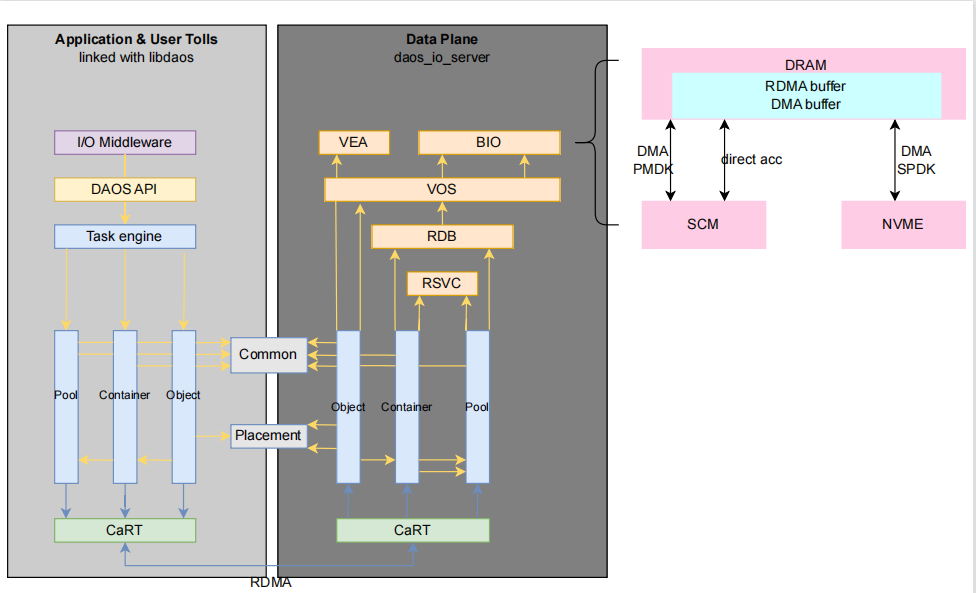 Application & User Tolls
linked with libdaos
I/O Middleware
DAOS API
Task engine
Pool
Container
Object
CaRT
Common
Placement
RDMA
Data Plane
daos_io_server
VEA
BIO
VOS
RDB
RSVC
Object
Container
Pool
CaRT
DRAM
RDMA buffer
DMA buffer
DMA
PMDK
direct acc
DMA
SPDK
SCM
NVME